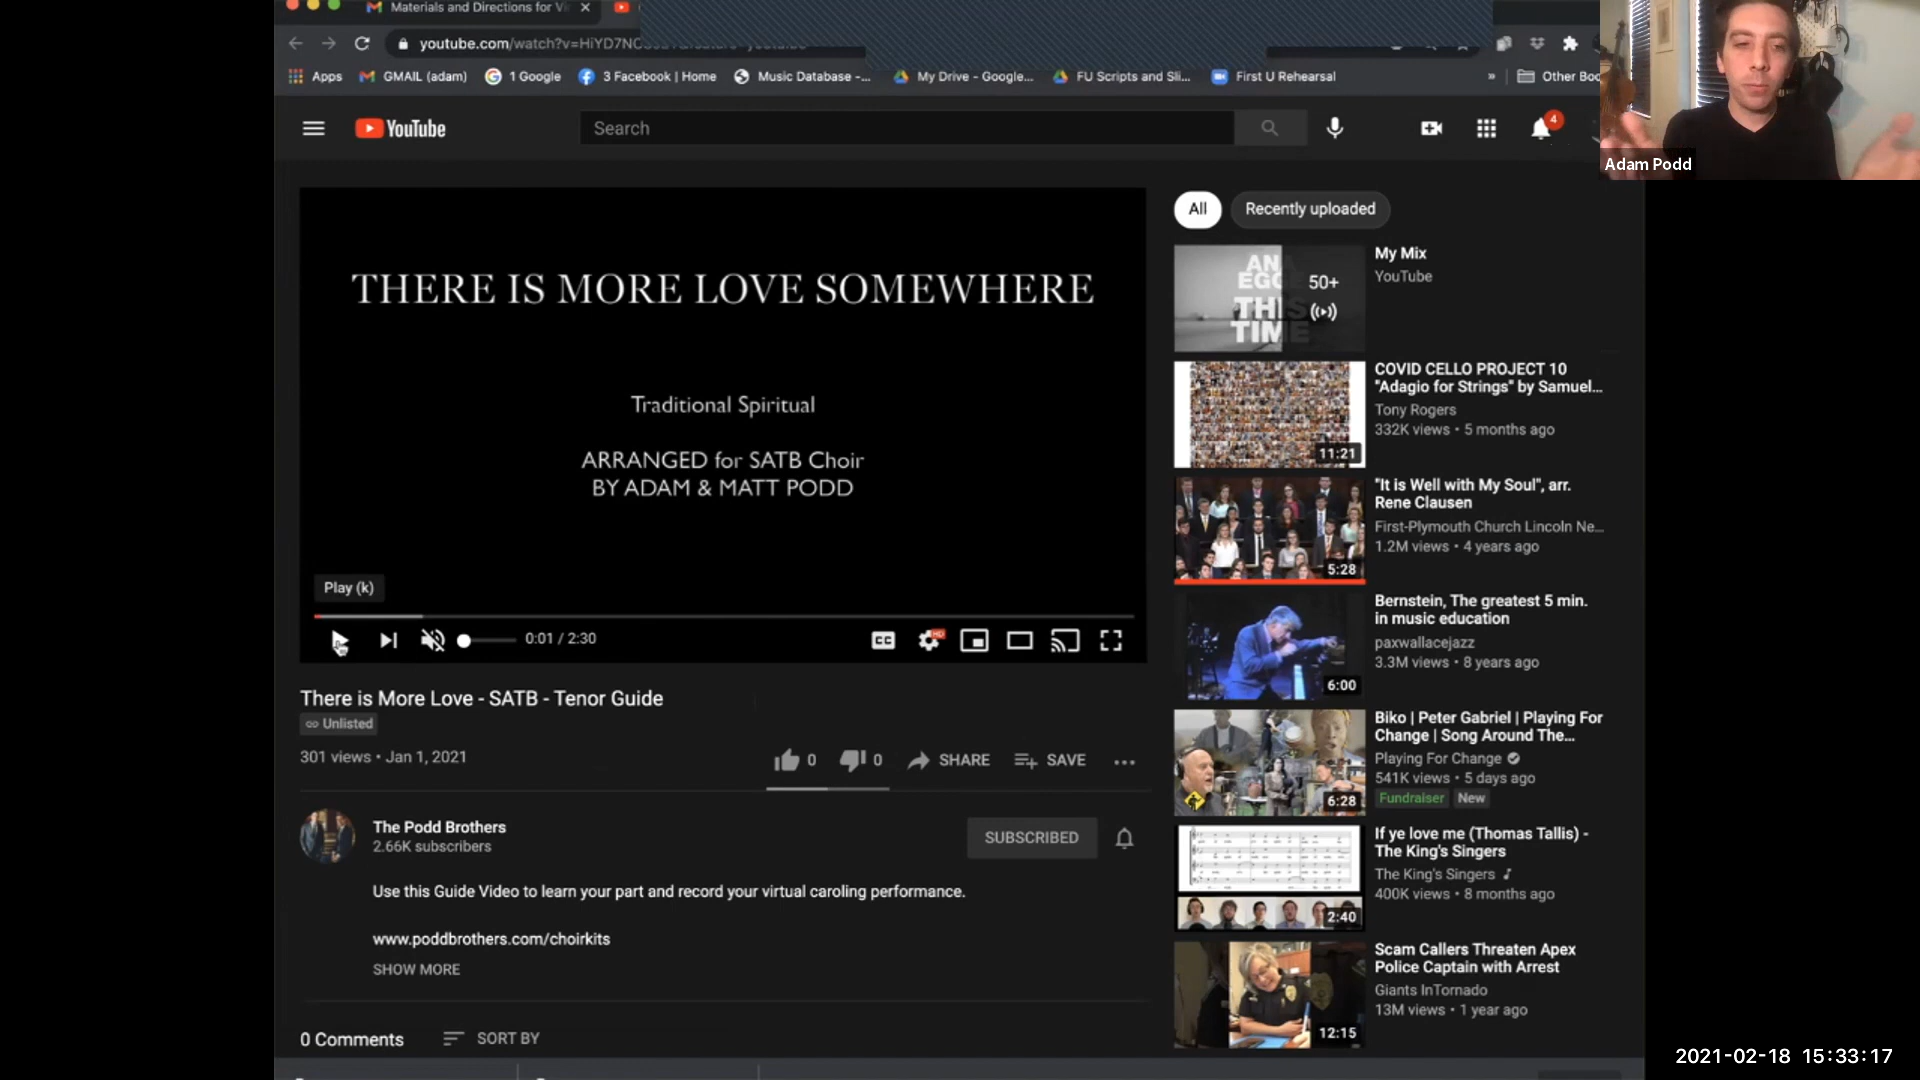 Materials and Directions for Vi
youtube.com/watch?v=HiYD7NC
Apps
GMAIL (adam)
1 Google
3 Facebook | Home
Music Database -...
My Drive - Google...
FU Scripts and Sli...
First U Rehearsal
»
Other Boo
YouTube
Search
4
Adam Podd
THERE IS MORE LOVE SOMEWHERE
Traditional Spiritual
ARRANGED for SATB Choir
BY ADAM & MATT PODD
Play (k)
0:01 / 2:30
CC
HD
There is More Love - SATB - Tenor Guide
Unlisted
301 views • Jan 1, 2021
0
0
SHARE
SAVE
The Podd Brothers
2.66K subscribers
SUBSCRIBED
Use this Guide Video to learn your part and record your virtual caroling performance.
www.poddbrothers.com/choirkits
SHOW MORE
0 Comments
SORT BY
All
Recently uploaded
AN
EGG
THIS
TIME
50+
My Mix
YouTube
11:21
COVID CELLO PROJECT 10
"Adagio for Strings" by Samuel...
Tony Rogers
332K views • 5 months ago
5:28
"It is Well with My Soul", arr.
Rene Clausen
First-Plymouth Church Lincoln Ne...
1.2M views • 4 years ago
6:00
Bernstein, The greatest 5 min.
in music education
paxwallacejazz
3.3M views • 8 years ago
6:28
Biko | Peter Gabriel | Playing For
Change | Song Around The...
Playing For Change
541K views • 5 days ago
Fundraiser
New
2:40
If ye love me (Thomas Tallis) -
The King's Singers
The King's Singers
400K views • 8 months ago
12:15
Scam Callers Threaten Apex
Police Captain with Arrest
Giants InTornado
13M views • 1 year ago
2021-02-18 15:33:17